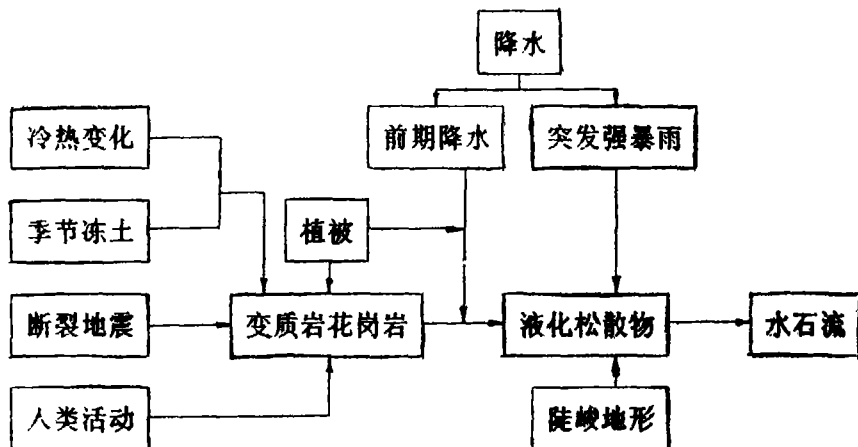 降水
冷热变化
前期降水
突发强暴雨
季节冻土
植被
断裂地震
变质岩花岗岩
液化松散物
水石流
人类活动
陡峻地形